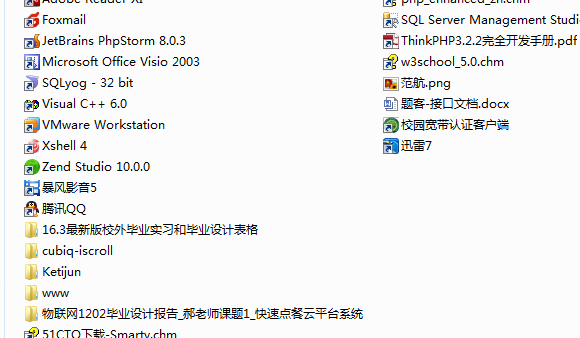 Adobe Reader XI
Foxmail
JetBrains PhpStorm 8.0.3
Microsoft Office Visio 2003
SQLyog - 32 bit
Visual C++ 6.0
VMware Workstation
Xshell 4
Zend Studio 10.0.0
暴风影音5
腾讯QQ
16.3最新版校外毕业实习和毕业设计表格
cubiq-iscroll
Ketijun
www
物联网1202毕业设计报告_郝老师课题1_快速点餐云平台系统
51CTO下载-Smarty.chm
php_enhanced_zh.chm
SQL Server Management Studi
ThinkPHP3.2.2完全开发手册.pdf
w3school_5.0.chm
范航.png
题客-接口文档.docx
校园宽带认证客户端
迅雷7